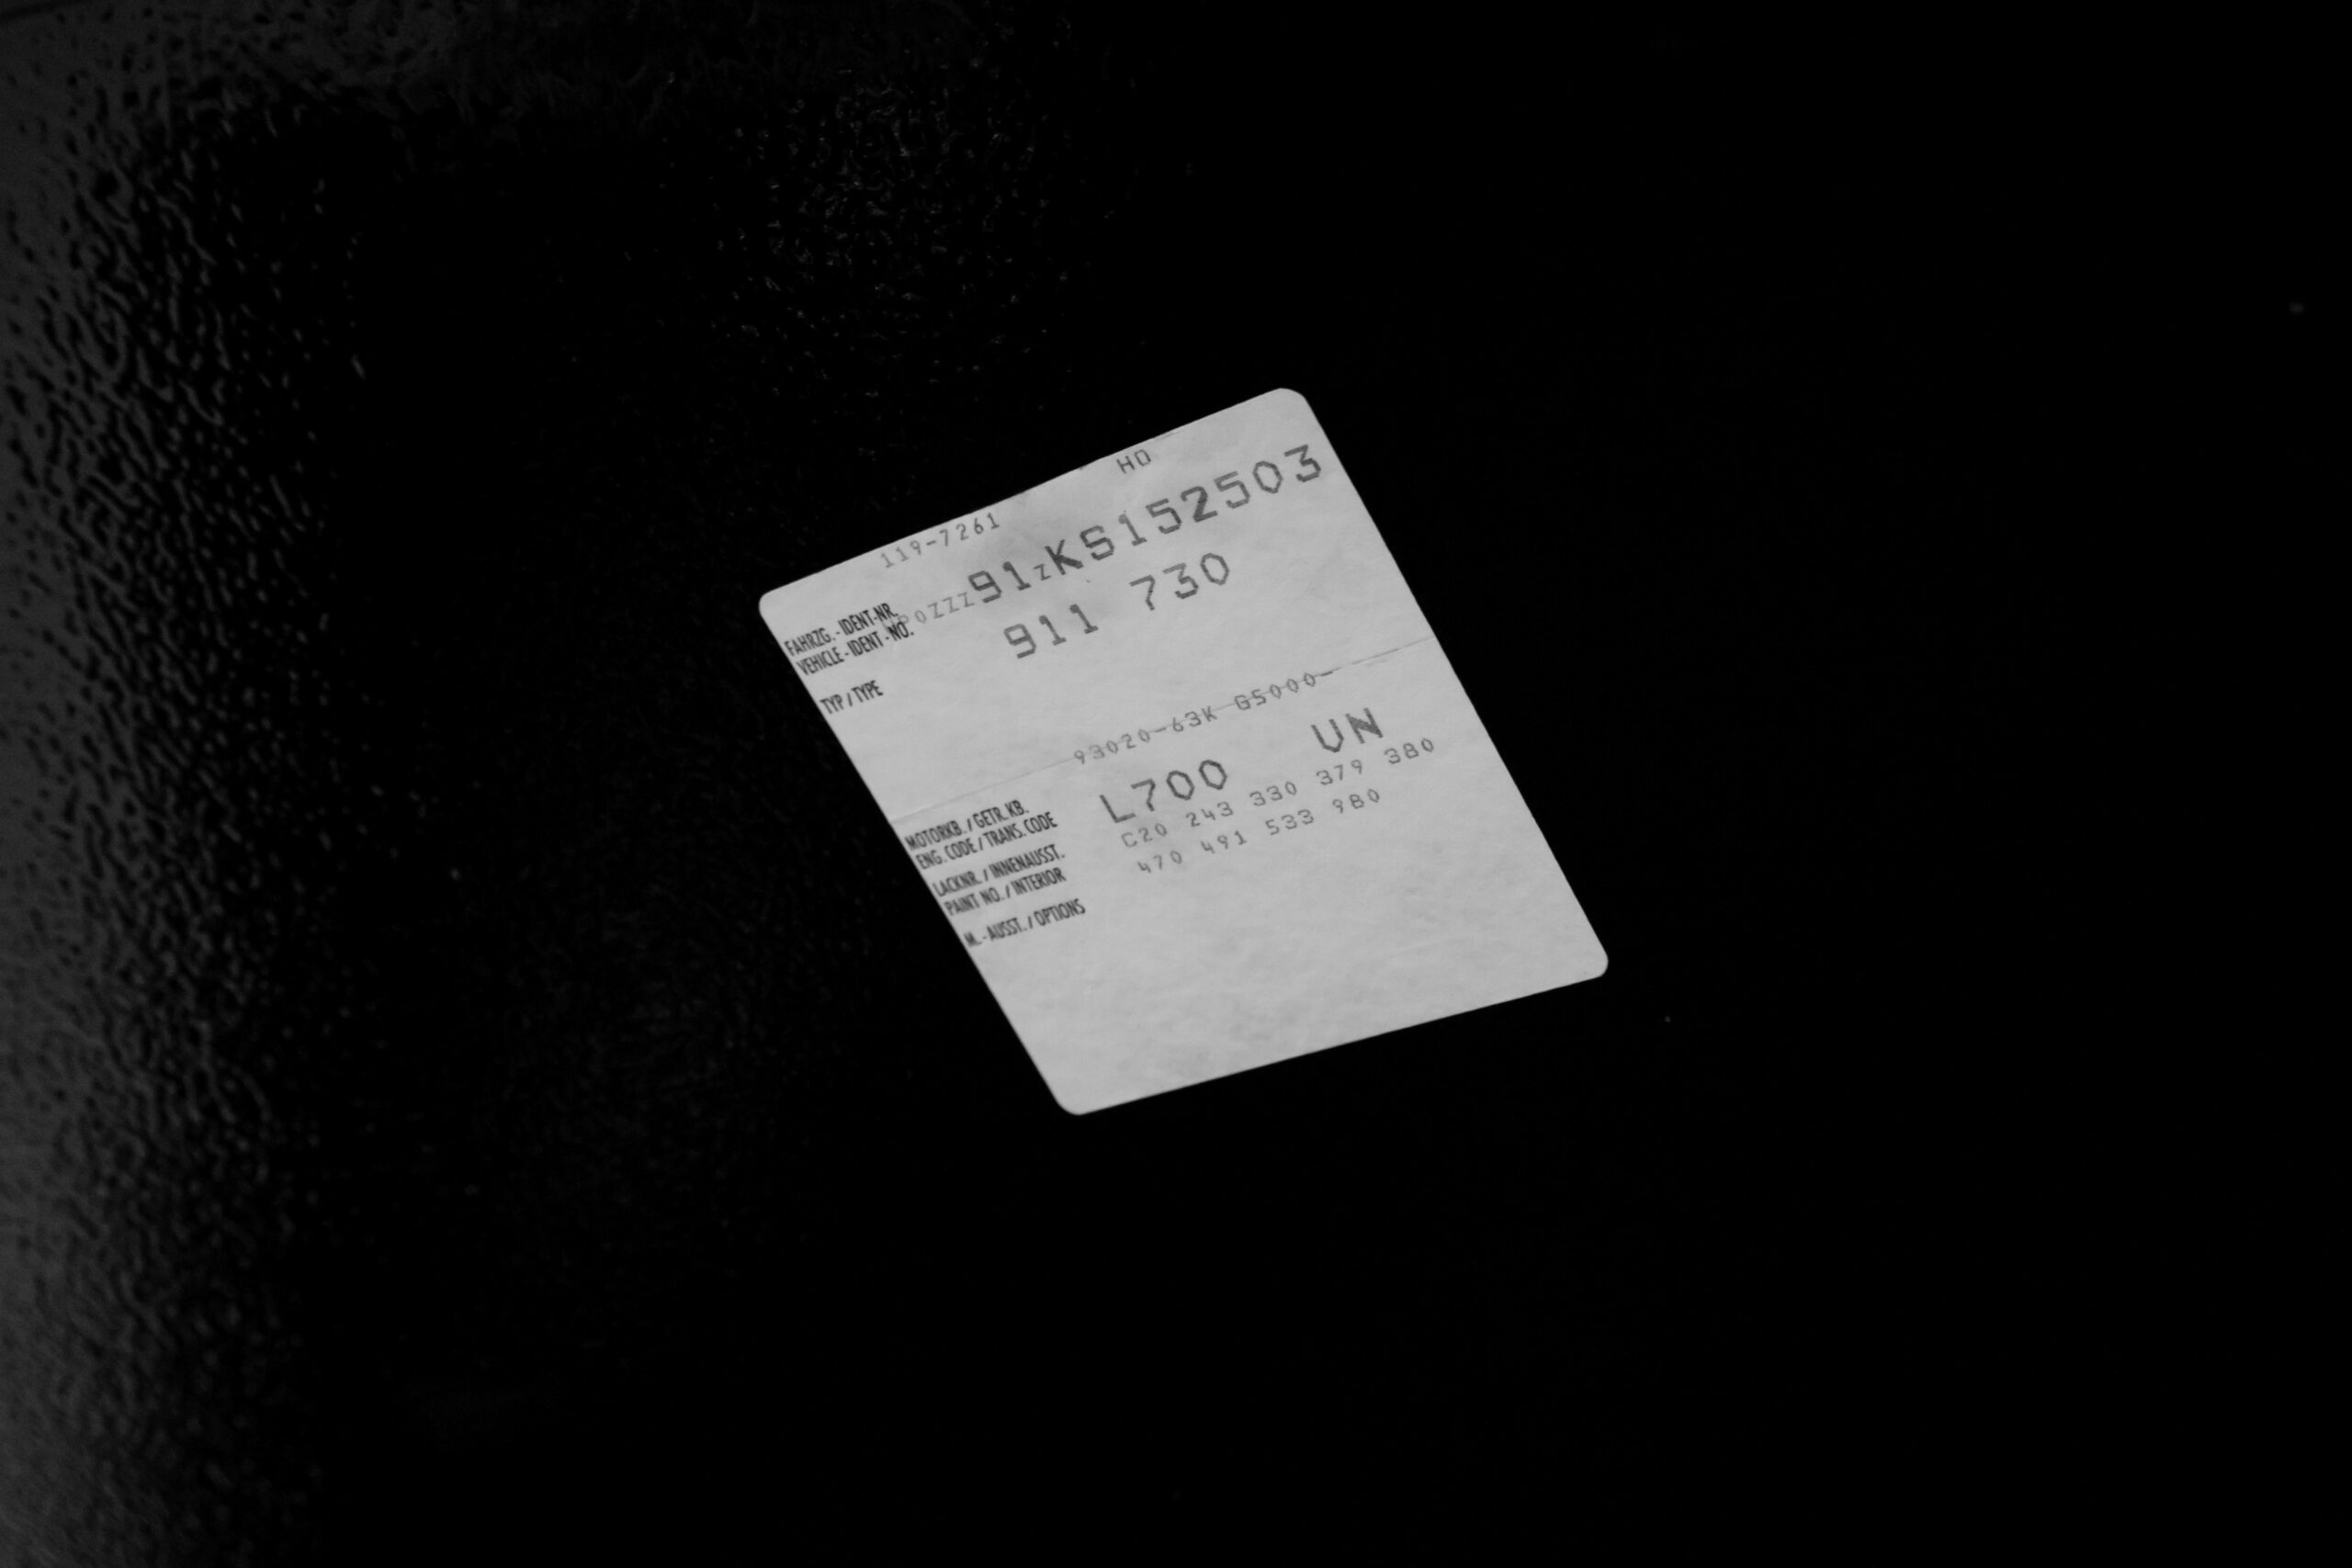 119-7261 HO
FAHRZG.-IDENT-NR. P0ZZZ91ZKS152503
VEHICLE-IDENT-NO.
TYP / TYPE 911 730
93020-63K G5000-
MOTORKB. / GETR. KB. L700 UN
ENG. CODE / TRANS. CODE
LACKNR. / INNENAUSST. C20 243 330 379 380
PAINT NO. / INTERIOR 470 491 533 980
M.-AUSST. / OPTIONS